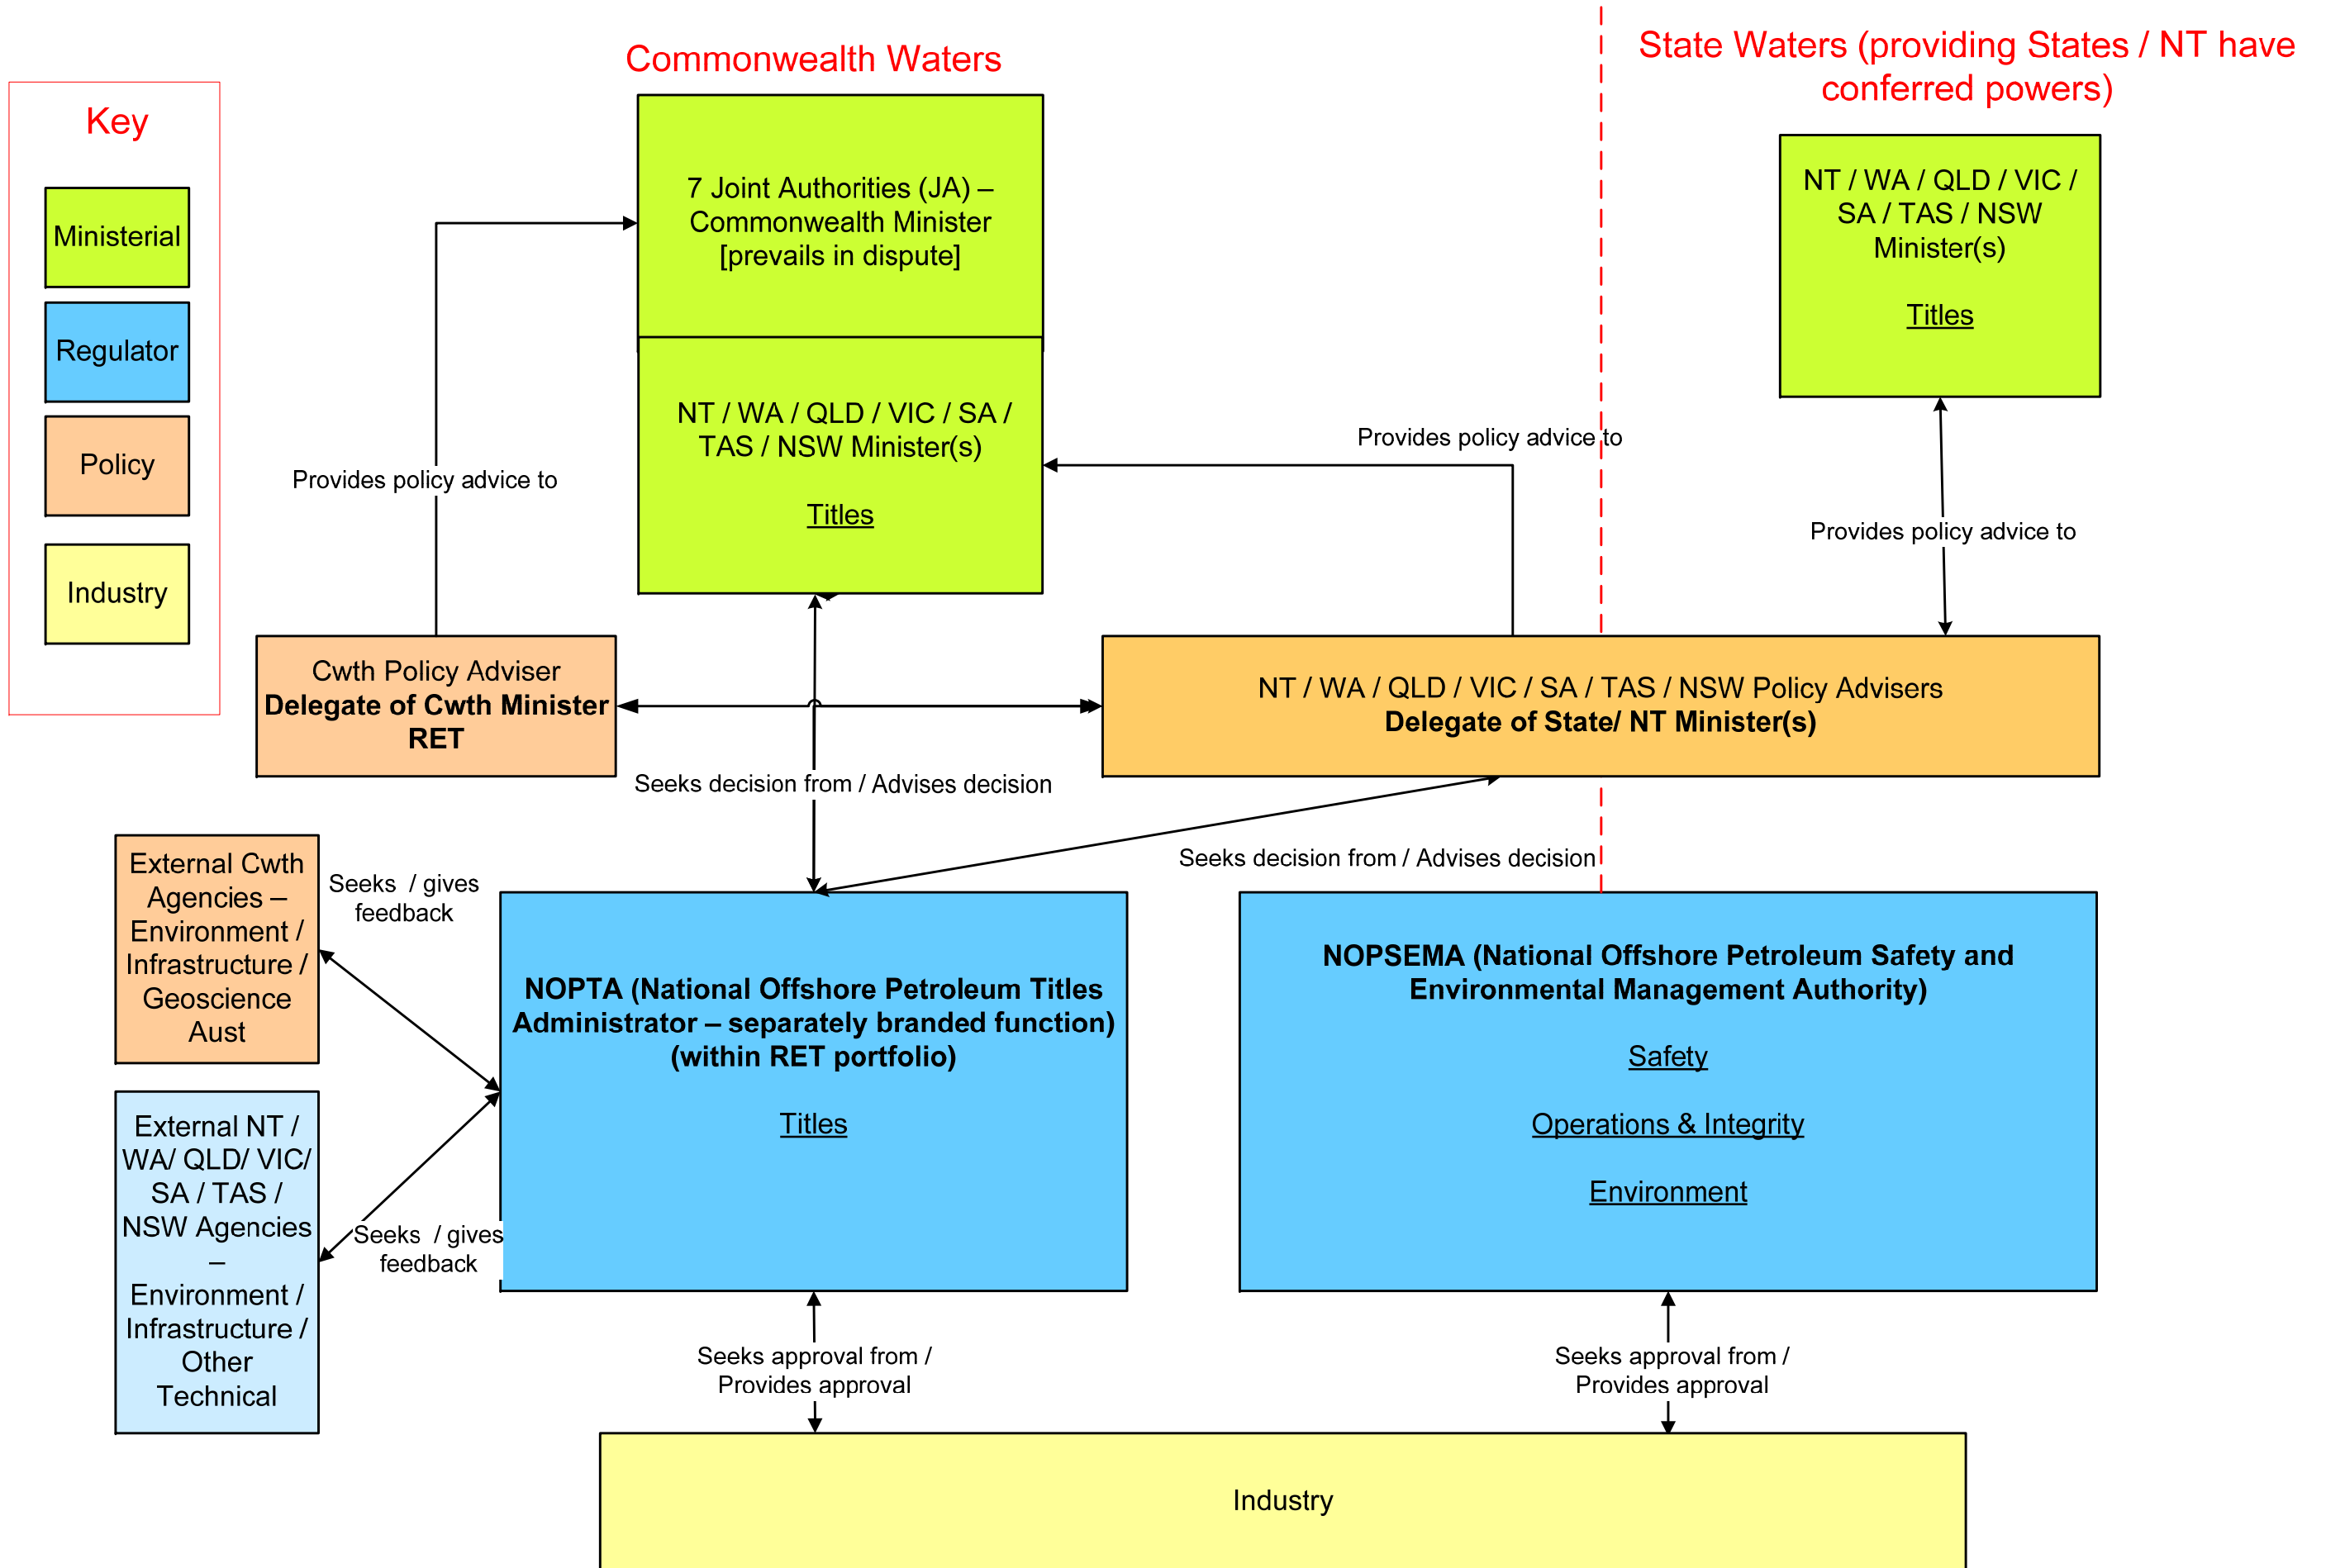 Commonwealth Waters
State Waters (providing States / NT have
conferred powers)
Key
Ministerial
Regulator
Policy
Industry
7 Joint Authorities (JA) –
Commonwealth Minister
[prevails in dispute]
NT / WA / QLD / VIC / SA /
TAS / NSW Minister(s)
Titles
NT / WA / QLD / VIC /
SA / TAS / NSW
Minister(s)
Titles
Provides policy advice to
Provides policy advice to
Provides policy advice to
Cwth Policy Adviser
Delegate of Cwth Minister
RET
NT / WA / QLD / VIC / SA / TAS / NSW Policy Advisers
Delegate of State/ NT Minister(s)
Seeks decision from / Advises decision
Seeks decision from / Advises decision
External Cwth
Agencies –
Environment /
Infrastructure /
Geoscience
Aust
Seeks / gives
feedback
External NT /
WA/ QLD/ VIC/
SA / TAS /
NSW Agencies
–
Environment /
Infrastructure /
Other
Technical
Seeks / gives
feedback
NOPTA (National Offshore Petroleum Titles
Administrator – separately branded function)
(within RET portfolio)
Titles
NOPSEMA (National Offshore Petroleum Safety and
Environmental Management Authority)
Safety
Operations & Integrity
Environment
Seeks approval from /
Provides approval
Seeks approval from /
Provides approval
Industry